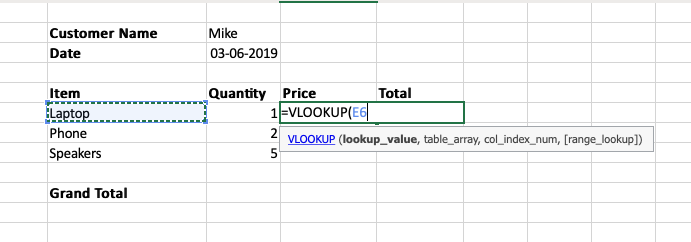 Customer Name Mike
Date 03-06-2019
Item Quantity Price Total
Laptop 1 =VLOOKUP(E6
Phone 2
VLOOKUP (lookup_value, table_array, col_index_num, [range_lookup])
Speakers 5
Grand Total